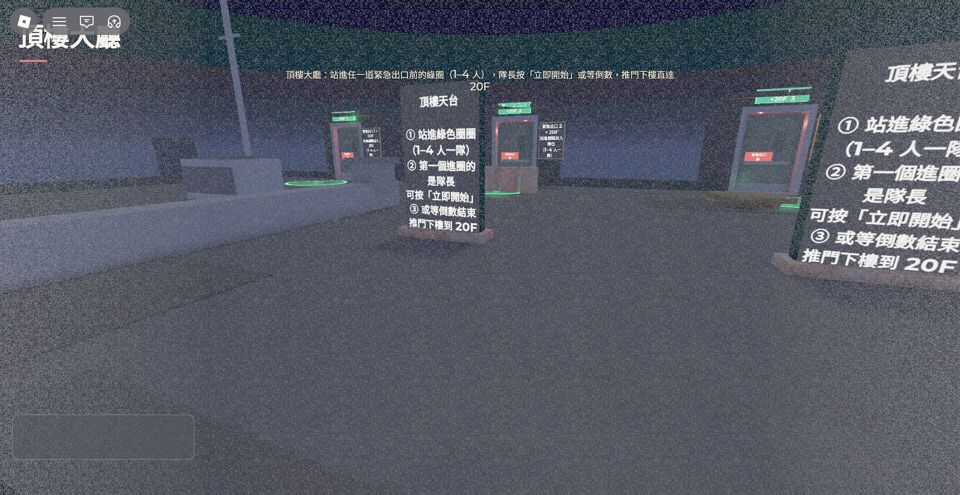 頂樓大廳
頂樓大廳：站進任一道緊急出口前的綠圈（1–4 人），隊長按「立即開始」或等倒數，推門下樓直達
20F
頂樓天台
① 站進綠色圈圈
（1–4 人一隊）
② 第一個進圈的
是隊長
可按「立即開始」
③ 或等倒數結束
推門下樓到 20F
頂樓天
① 站進綠色
（1–4 人一
② 第一個進
是隊長
可按「立即開始
③ 或等倒數結
推門下樓到 20F